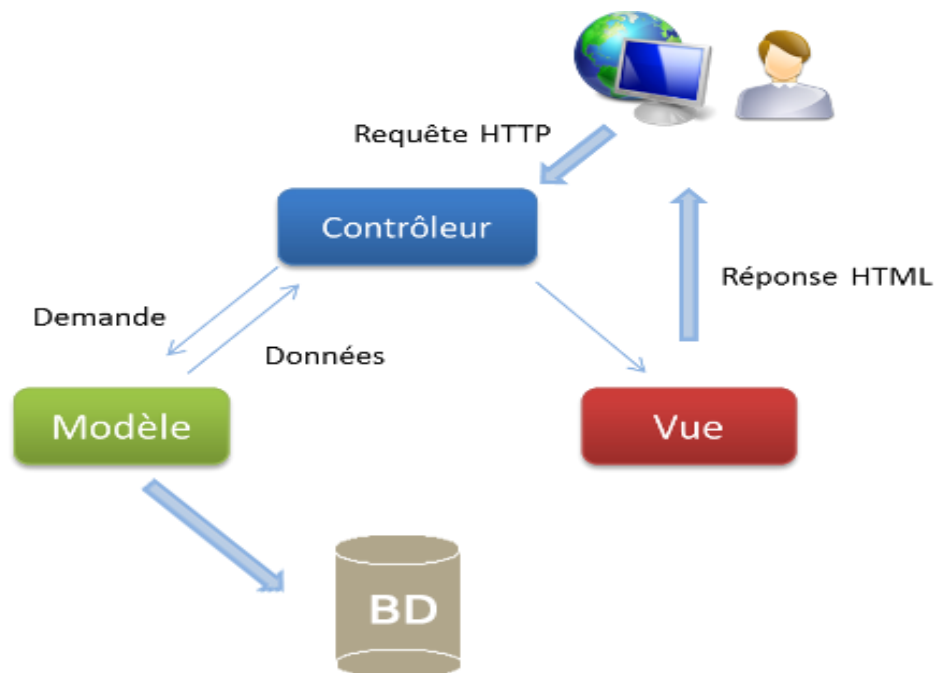 Requête HTTP
Contrôleur
Réponse HTML
Demande
Données
Modèle
Vue
BD